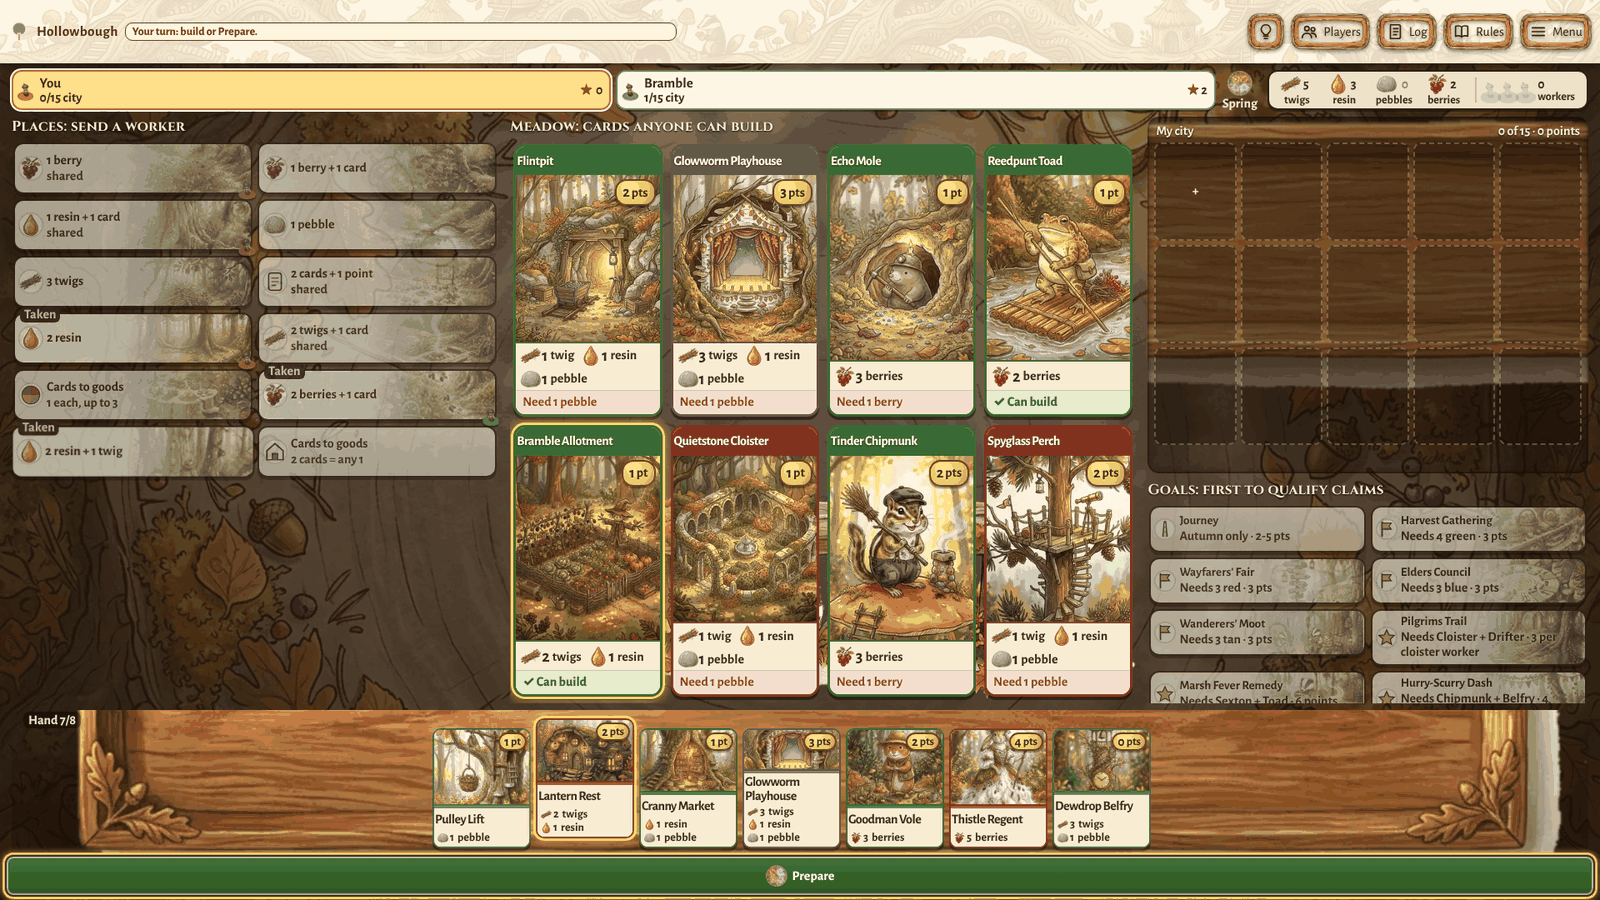 Hollowbough
Your turn: build or Prepare.
Players
Log
Rules
Menu
You
0/15 city
0
Bramble
1/15 city
2
Spring
5 twigs
3 resin
0 pebbles
2 berries
0 workers
Places: send a worker
1 berry
shared
1 berry + 1 card
1 resin + 1 card
shared
1 pebble
3 twigs
2 cards + 1 point
shared
Taken
2 resin
2 twigs + 1 card
shared
Cards to goods
1 each, up to 3
Taken
2 berries + 1 card
Taken
2 resin + 1 twig
Cards to goods
2 cards = any 1
Meadow: cards anyone can build
Flintpit
2 pts
1 twig 1 resin
1 pebble
Need 1 pebble
Glowworm Playhouse
3 pts
3 twigs 1 resin
1 pebble
Need 1 pebble
Echo Mole
1 pt
3 berries
Need 1 berry
Reedpunt Toad
1 pt
2 berries
✓ Can build
Bramble Allotment
1 pt
2 twigs 1 resin
✓ Can build
Quietstone Cloister
1 pt
1 twig 1 resin
1 pebble
Need 1 pebble
Tinder Chipmunk
2 pts
3 berries
Need 1 berry
Spyglass Perch
2 pts
1 twig 1 resin
1 pebble
Need 1 pebble
My city
0 of 15 · 0 points
+
Goals: first to qualify claims
Journey
Autumn only · 2-5 pts
Harvest Gathering
Needs 4 green · 3 pts
Wayfarers' Fair
Needs 3 red · 3 pts
Elders Council
Needs 3 blue · 3 pts
Wanderers' Moot
Needs 3 tan · 3 pts
Pilgrims Trail
Needs Cloister + Drifter · 3 per
cloister worker
Marsh Fever Remedy
Needs Sexton + Toad · 6 points
Hurry-Scurry Dash
Needs Chipmunk + Belfry · 4
Hand 7/8
1 pt
Pulley Lift
1 pebble
2 pts
Lantern Rest
2 twigs
1 resin
1 pt
Cranny Market
1 resin
1 pebble
3 pts
Glowworm
Playhouse
3 twigs
1 resin
1 pebble
2 pts
Goodman Vole
3 berries
4 pts
Thistle Regent
5 berries
0 pts
Dewdrop Belfry
3 twigs
1 pebble
Prepare